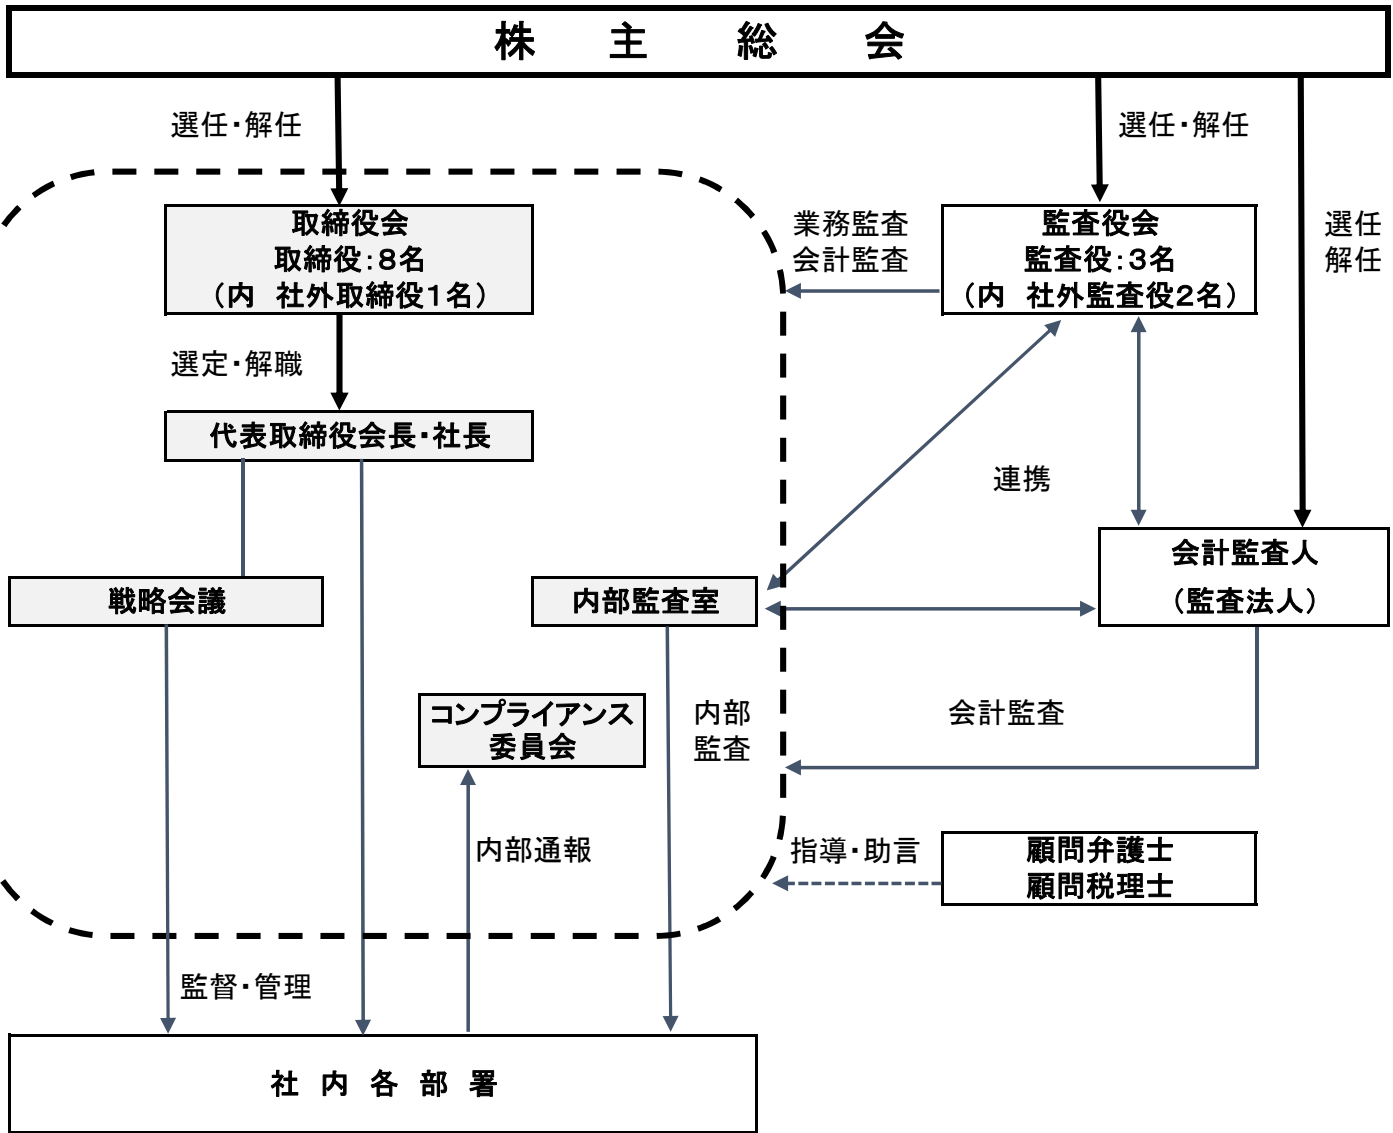 株 主 総 会
選任・解任
選任・解任
選任
解任
取締役会
取締役:8名
(内 社外取締役1名)
業務監査
会計監査
監査役会
監査役:3名
(内 社外監査役2名)
選定・解職
代表取締役会長・社長
連携
会計監査人
(監査法人)
戦略会議
内部監査室
コンプライアンス
委員会
内部
監査
会計監査
内部通報
指導・助言
顧問弁護士
顧問税理士
監督・管理
社 内 各 部 署